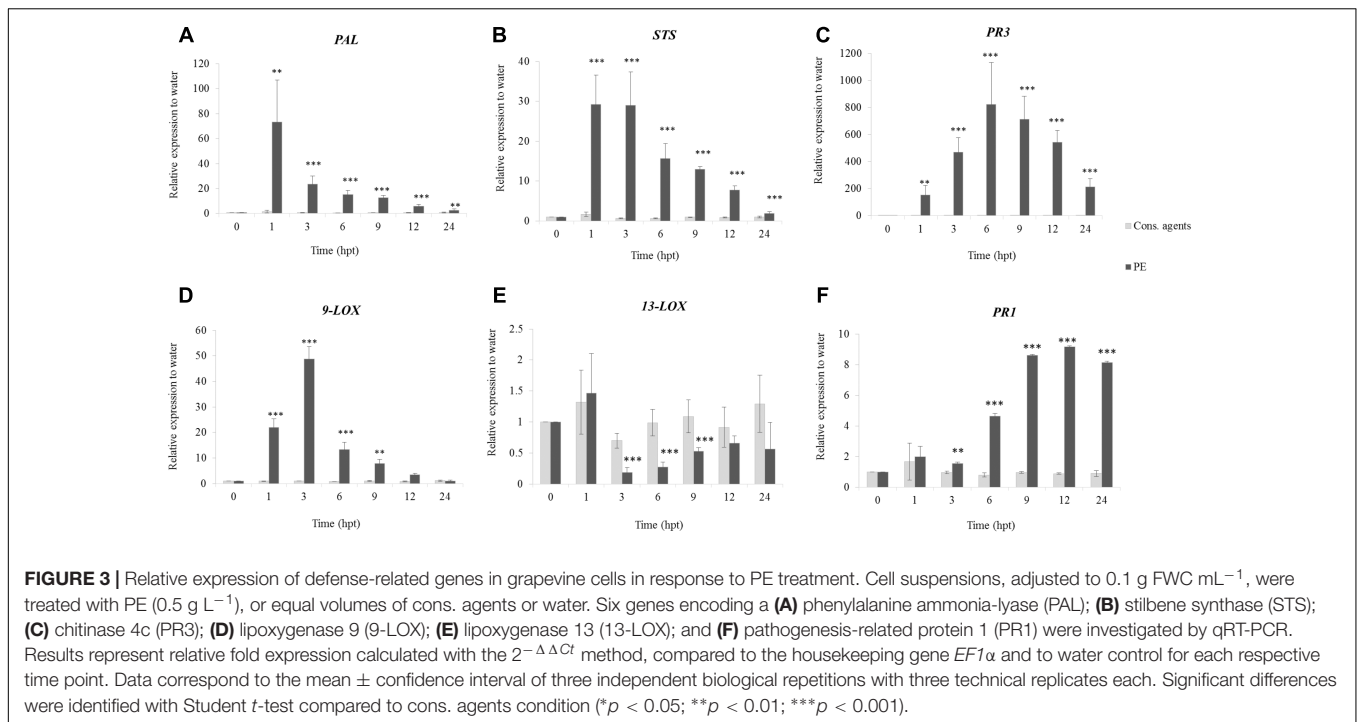 A
PAL
Relative expression to water
120
100
80
60
40
20
0
**
***
***
***
***
**
0 1 3 6 9 12 24
Time (hpt)
B
STS
Relative expression to water
40
30
20
10
0
***
***
***
***
***
***
0 1 3 6 9 12 24
Time (hpt)
C
PR3
Relative expression to water
1200
1000
800
600
400
200
0
**
***
***
***
***
***
0 1 3 6 9 12 24
Time (hpt)
Cons. agents
PE
D
9-LOX
Relative expression to water
60
50
40
30
20
10
0
***
***
***
**
0 1 3 6 9 12 24
Time (hpt)
E
13-LOX
Relative expression to water
2.5
2
1.5
1
0.5
0
***
***
***
0 1 3 6 9 12 24
Time (hpt)
F
PR1
Relative expression to water
10
8
6
4
2
0
**
***
***
***
***
0 1 3 6 9 12 24
Time (hpt)
FIGURE 3 | Relative expression of defense-related genes in grapevine cells in response to PE treatment. Cell suspensions, adjusted to 0.1 g FWC mL⁻¹, were
treated with PE (0.5 g L⁻¹), or equal volumes of cons. agents or water. Six genes encoding a (A) phenylalanine ammonia-lyase (PAL); (B) stilbene synthase (STS);
(C) chitinase 4c (PR3); (D) lipoxygenase 9 (9-LOX); (E) lipoxygenase 13 (13-LOX); and (F) pathogenesis-related protein 1 (PR1) were investigated by qRT-PCR.
Results represent relative fold expression calculated with the 2^−ΔΔCt method, compared to the housekeeping gene EF1α and to water control for each respective
time point. Data correspond to the mean ± confidence interval of three independent biological repetitions with three technical replicates each. Significant differences
were identified with Student t-test compared to cons. agents condition (*p < 0.05; **p < 0.01; ***p < 0.001).